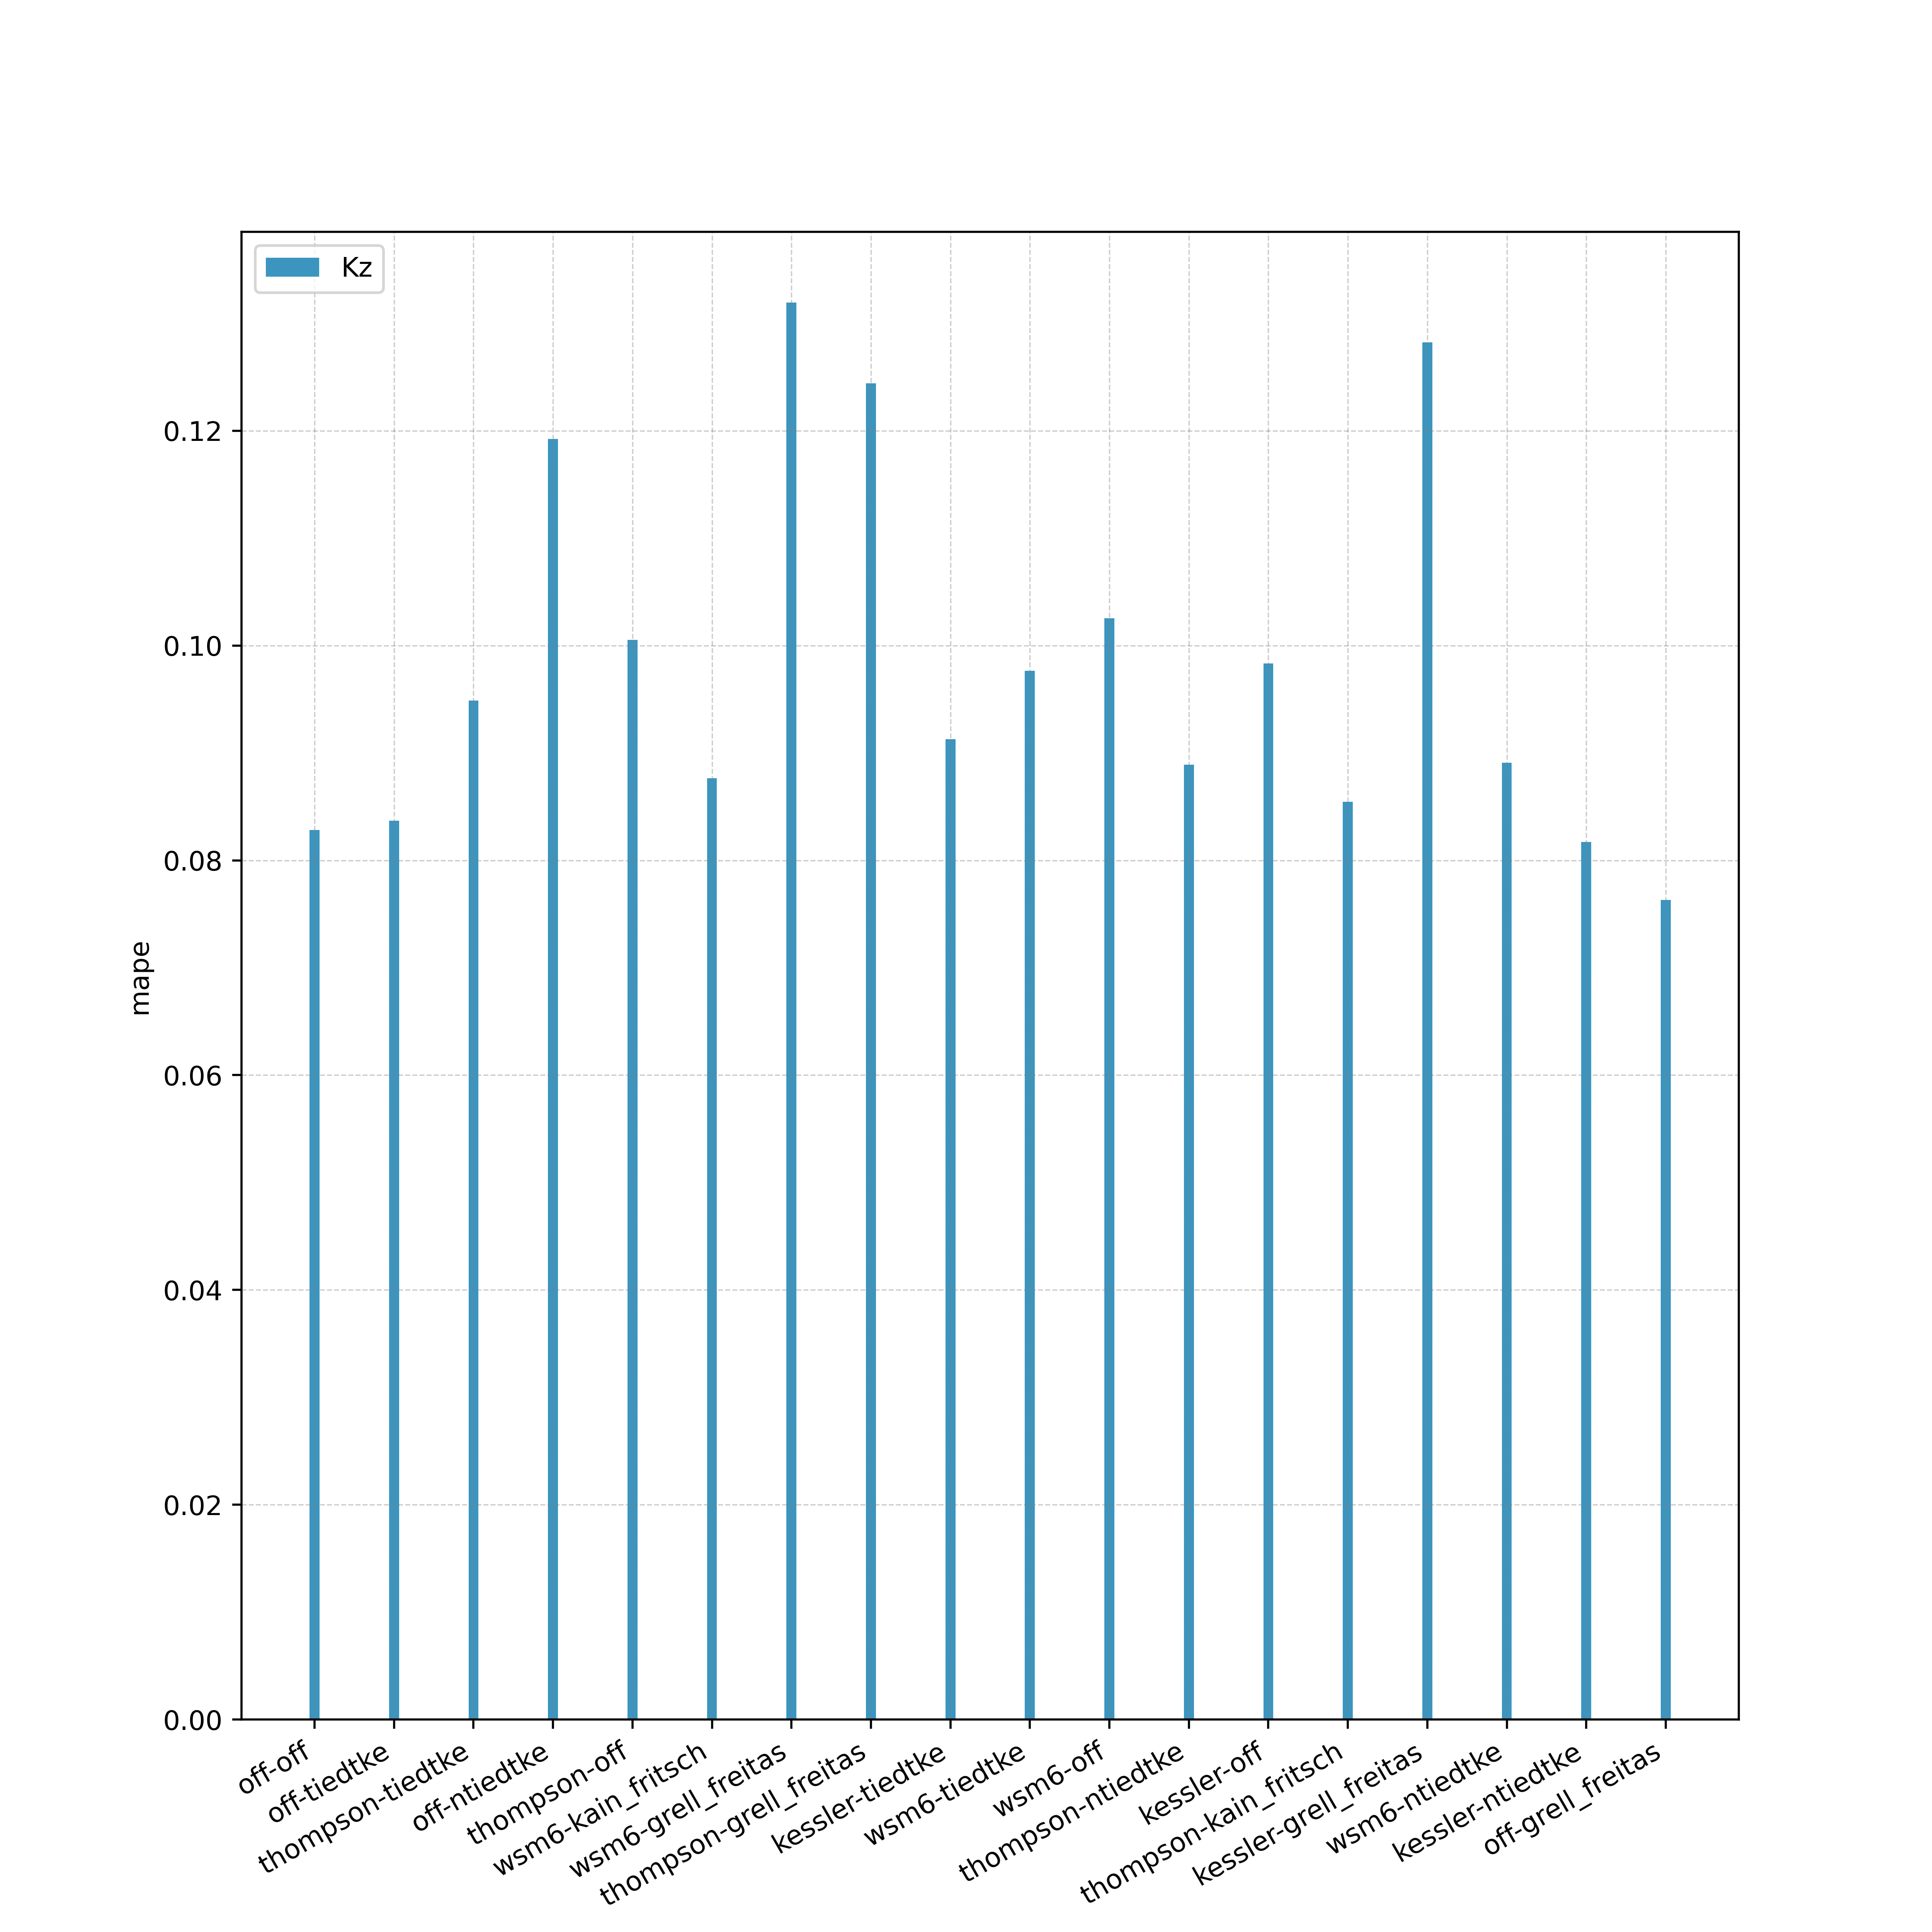 Kz
0.12
0.10
0.08
0.06
0.04
0.02
0.00
mape
off-off
off-tiedtke
thompson-tiedtke
off-ntiedtke
thompson-off
wsm6-kain_fritsch
wsm6-grell_freitas
thompson-grell_freitas
kessler-tiedtke
wsm6-tiedtke
wsm6-off
thompson-ntiedtke
kessler-off
thompson-kain_fritsch
kessler-grell_freitas
wsm6-ntiedtke
kessler-ntiedtke
off-grell_freitas